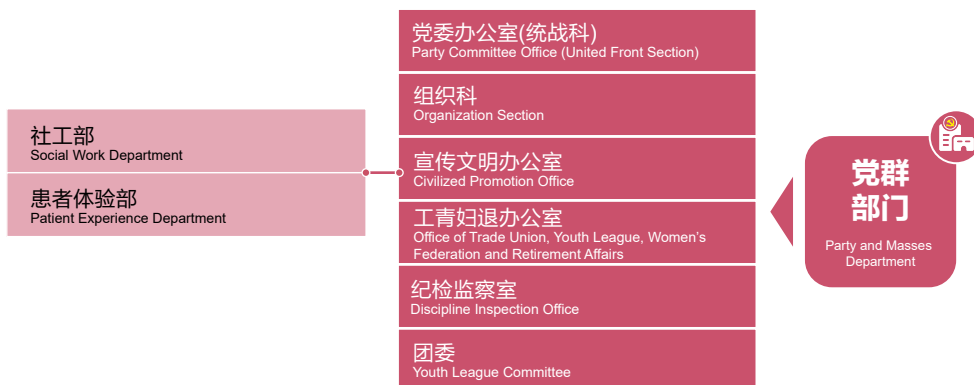 社工部
Social Work Department
患者体验部
Patient Experience Department
党委办公室(统战科)
Party Committee Office (United Front Section)
组织科
Organization Section
宣传文明办公室
Civilized Promotion Office
工青妇退办公室
Office of Trade Union, Youth League, Women's
Federation and Retirement Affairs
纪检监察室
Discipline Inspection Office
团委
Youth League Committee
党群
部门
Party and Masses
Department